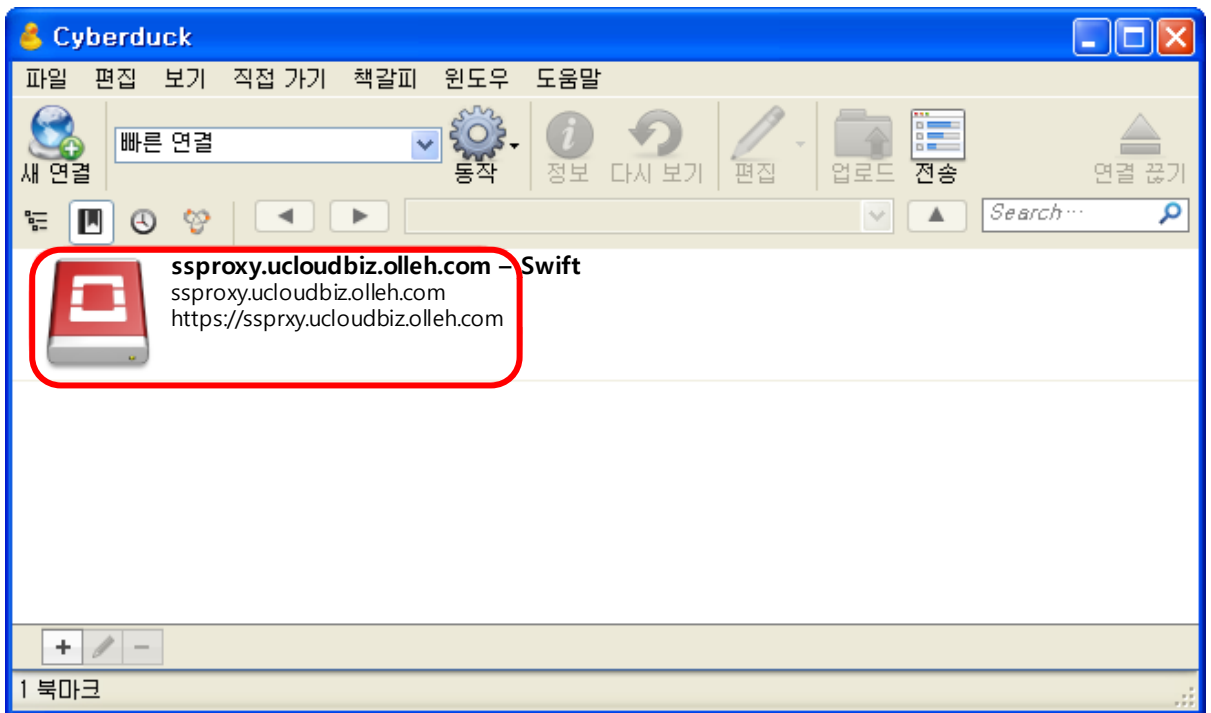 Cyberduck
파일 편집 보기 직접 가기 책갈피 윈도우 도움말
빠른 연결
새 연결 동작 정보 다시 보기 편집 업로드 전송 연결 끊기
Search…
ssproxy.ucloudbiz.olleh.com – Swift
ssproxy.ucloudbiz.olleh.com
https://ssprxy.ucloudbiz.olleh.com
1 북마크